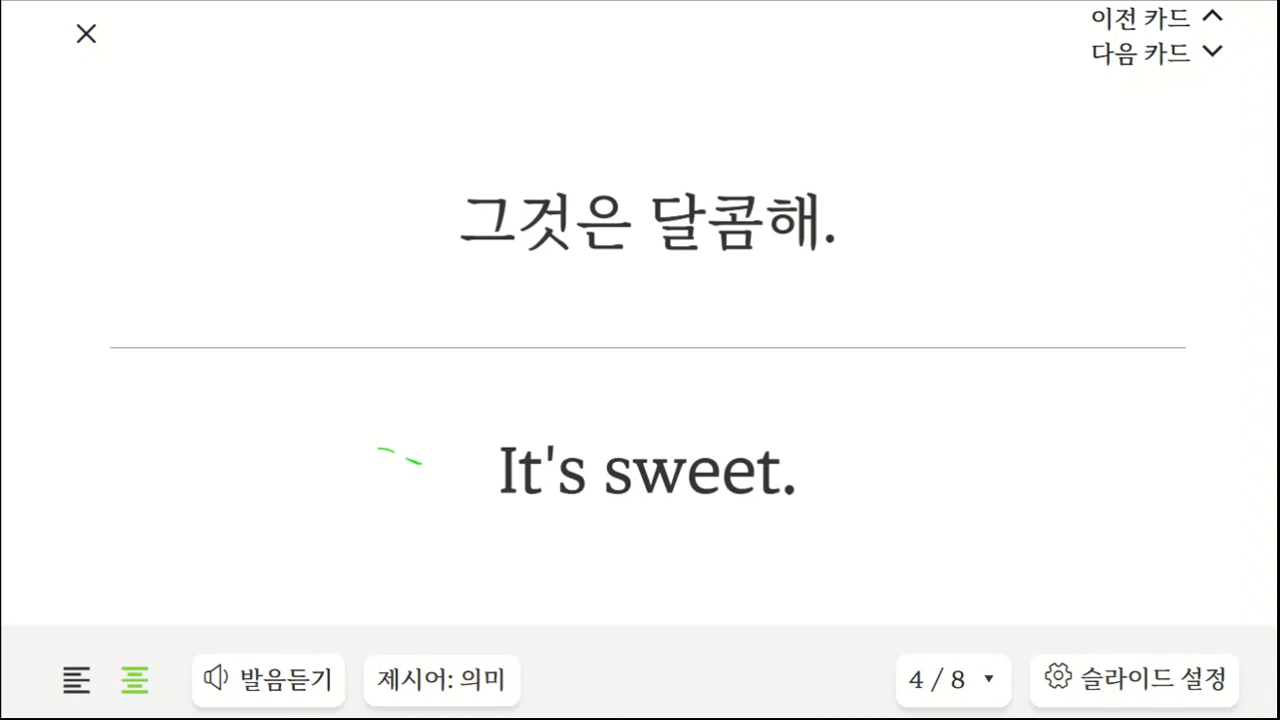 이전 카드
다음 카드
그것은 달콤해.
It's sweet.
발음듣기
제시어: 의미
4 / 8
슬라이드 설정